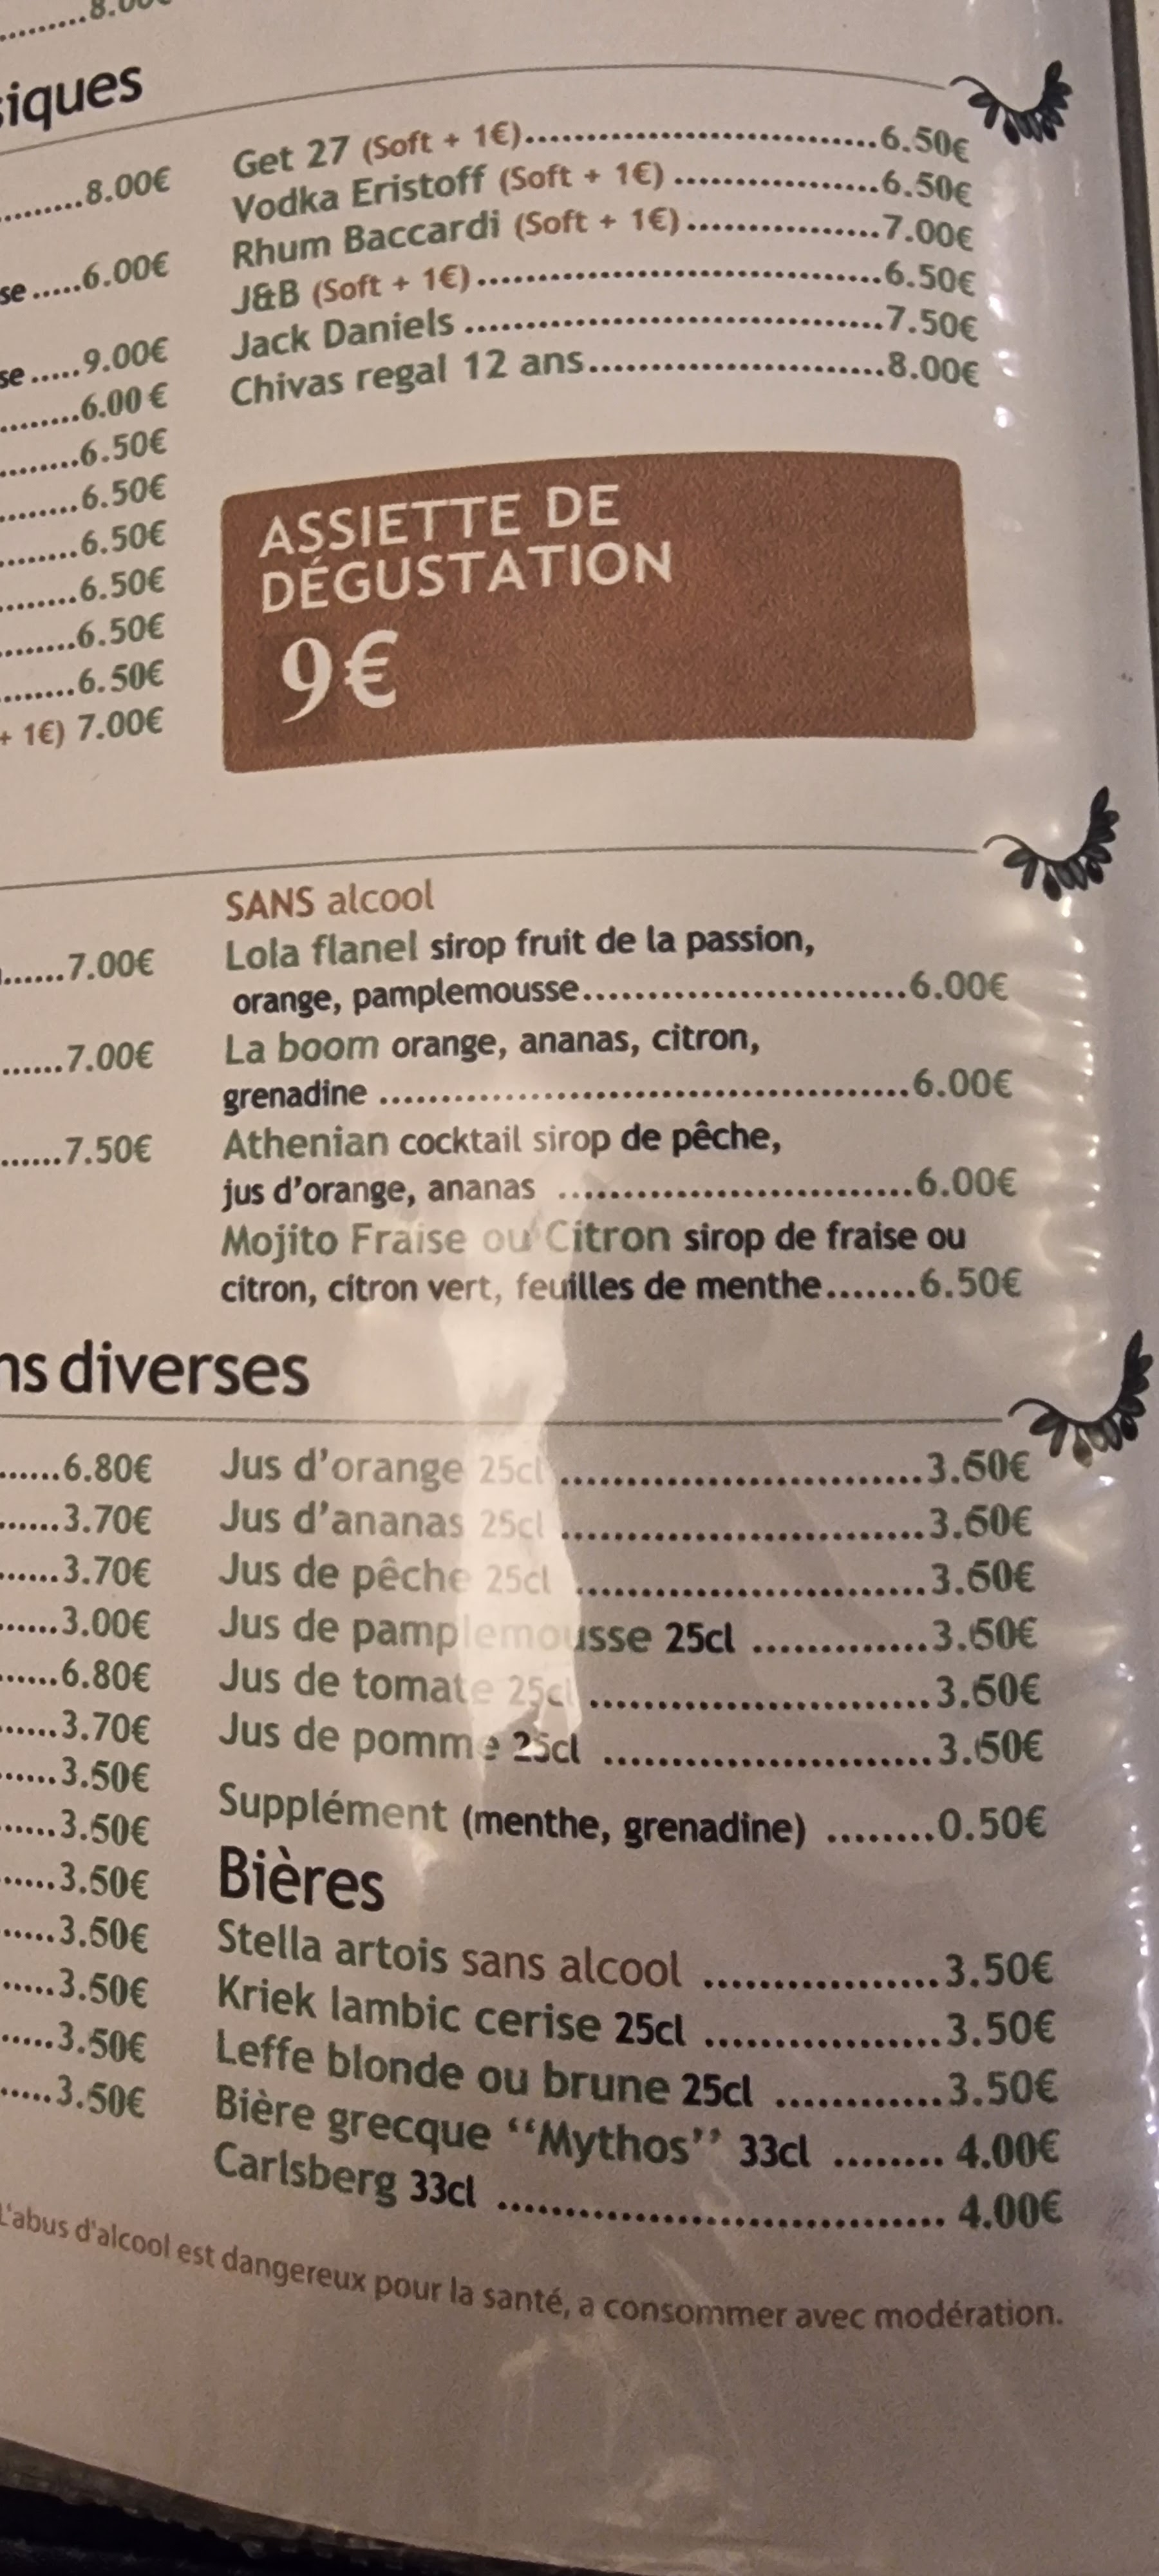 8.00
siques
8.00€
se.....6.00€
se.....9.00€
6.00 €
6.50€
6.50€
6.50€
6.50€
6.50€
6.50€
+ 1€) 7.00€
Get 27 (Soft + 1€)..............................6.50€
Vodka Eristoff (Soft + 1€) .................6.50€
Rhum Baccardi (Soft + 1€)................7.00€
J&B (Soft + 1€)..................................6.50€
Jack Daniels ...................................7.50€
Chivas regal 12 ans.........................8.00€
ASSIETTE DE
DÉGUSTATION
9€
7.00€
7.00€
7.50€
SANS alcool
Lola flanel sirop fruit de la passion,
orange, pamplemousse..........................6.00€
La boom orange, ananas, citron,
grenadine ..........................................6.00€
Athenian cocktail sirop de pêche,
jus d'orange, ananas ............................6.00€
Mojito Fraise ou Citron sirop de fraise ou
citron, citron vert, feuilles de menthe.......6.50€
ns diverses
6.80€
3.70€
3.70€
3.00€
6.80€
3.70€
3.50€
3.50€
3.50€
3.50€
3.50€
3.50€
3.50€
Jus d'orange 25cl .............................3.60€
Jus d'ananas 25cl .............................3.60€
Jus de pêche 25cl ............................3.60€
Jus de pamplemousse 25cl ..............3.60€
Jus de tomate 25cl ...........................3.60€
Jus de pomme 25cl ..........................3.60€
Supplément (menthe, grenadine) ........0.50€
Bières
Stella artois sans alcool ..................3.50€
Kriek lambic cerise 25cl ..................3.50€
Leffe blonde ou brune 25cl ............3.50€
Bière grecque ‘‘Mythos’’ 33cl ........ 4.00€
Carlsberg 33cl ................................... 4.00€
L'abus d'alcool est dangereux pour la santé, a consommer avec modération.